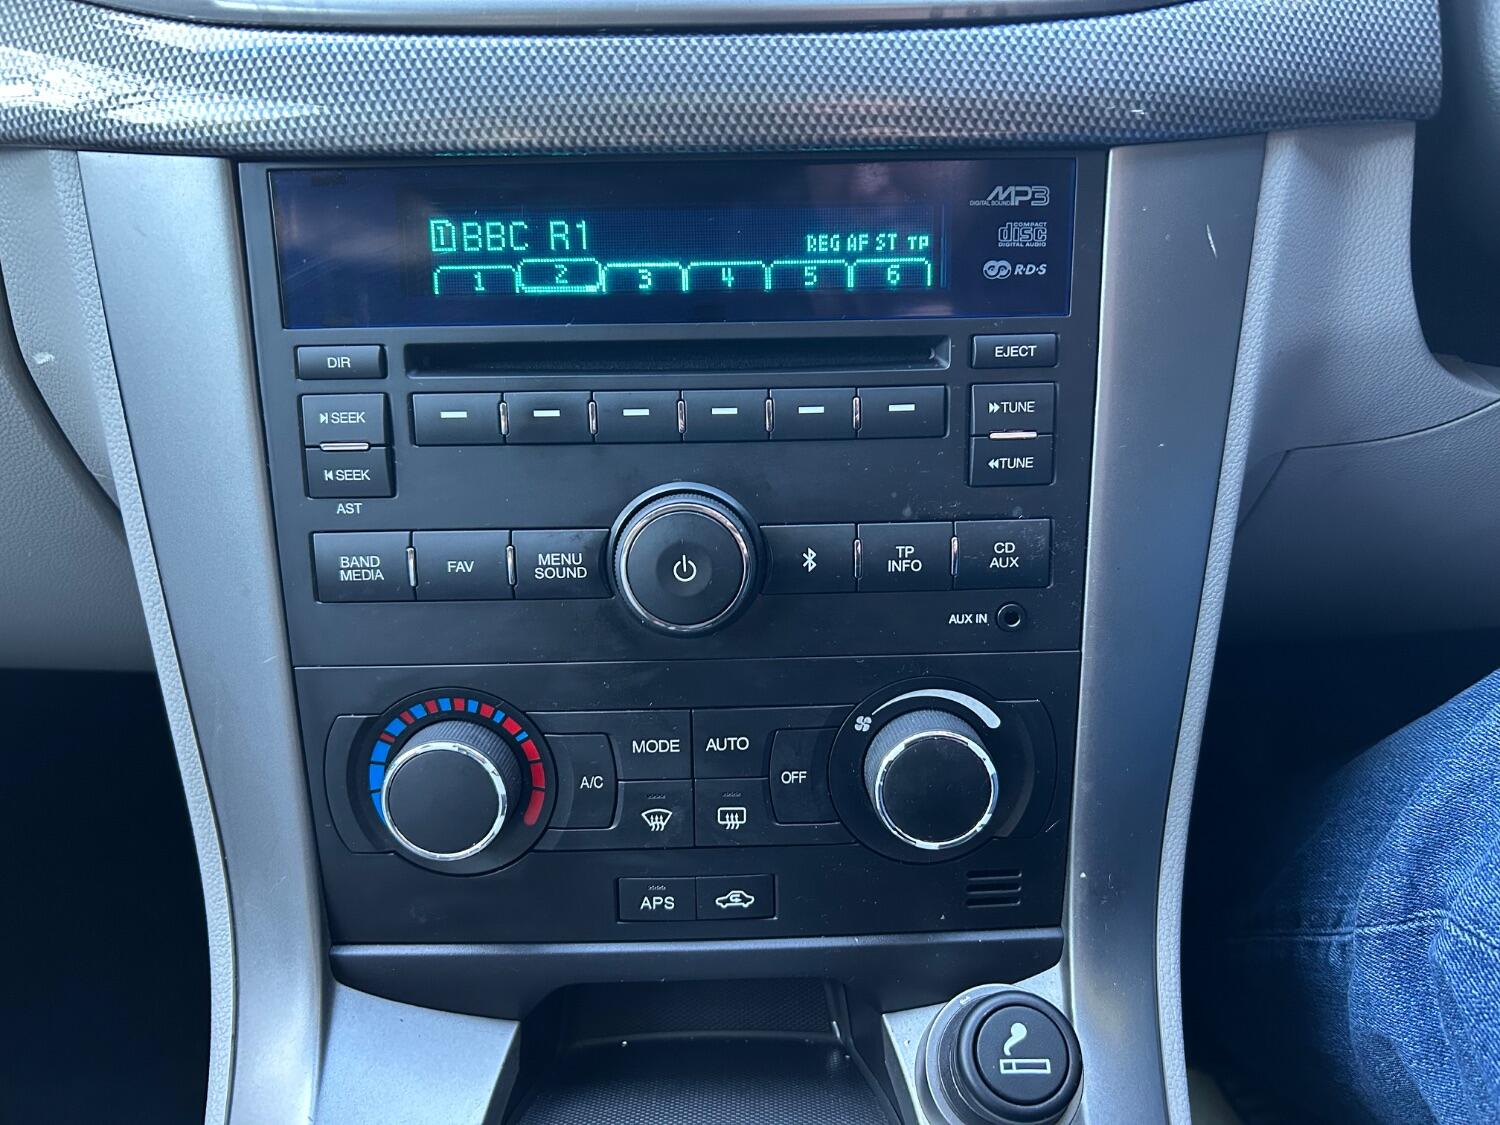 MP3
DIGITAL SOUND
1 BBC R1
REG AF ST TP
COMPACT
disc
DIGITAL AUDIO
1 2 3 4 5 6
R·D·S
DIR
EJECT
SEEK
TUNE
SEEK
TUNE
AST
BAND
MEDIA
FAV
MENU
SOUND
TP
INFO
CD
AUX
AUX IN
A/C
MODE
AUTO
OFF
APS